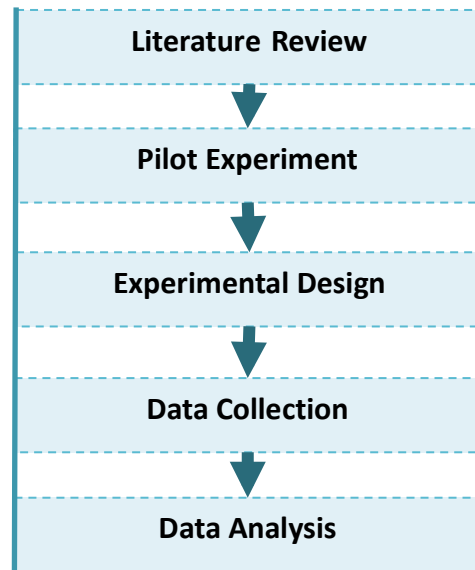 Literature Review
Pilot Experiment
Experimental Design
Data Collection
Data Analysis